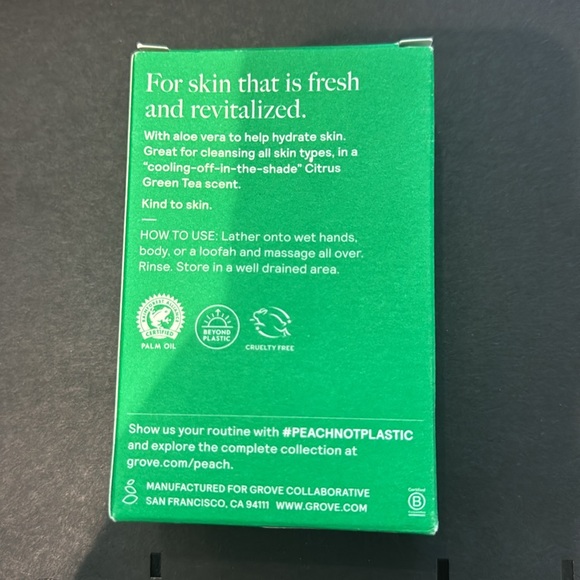 For skin that is fresh
and revitalized.
With aloe vera to help hydrate skin.
Great for cleansing all skin types, in a
“cooling-off-in-the-shade” Citrus
Green Tea scent.
Kind to skin.
HOW TO USE: Lather onto wet hands,
body, or a loofah and massage all over.
Rinse. Store in a well drained area.
CERTIFIED
PALM OIL
BEYOND
PLASTIC
CRUELTY FREE
Show us your routine with #PEACHNOTPLASTIC
and explore the complete collection at
grove.com/peach.
MANUFACTURED FOR GROVE COLLABORATIVE
SAN FRANCISCO, CA 94111 WWW.GROVE.COM
Certified
B